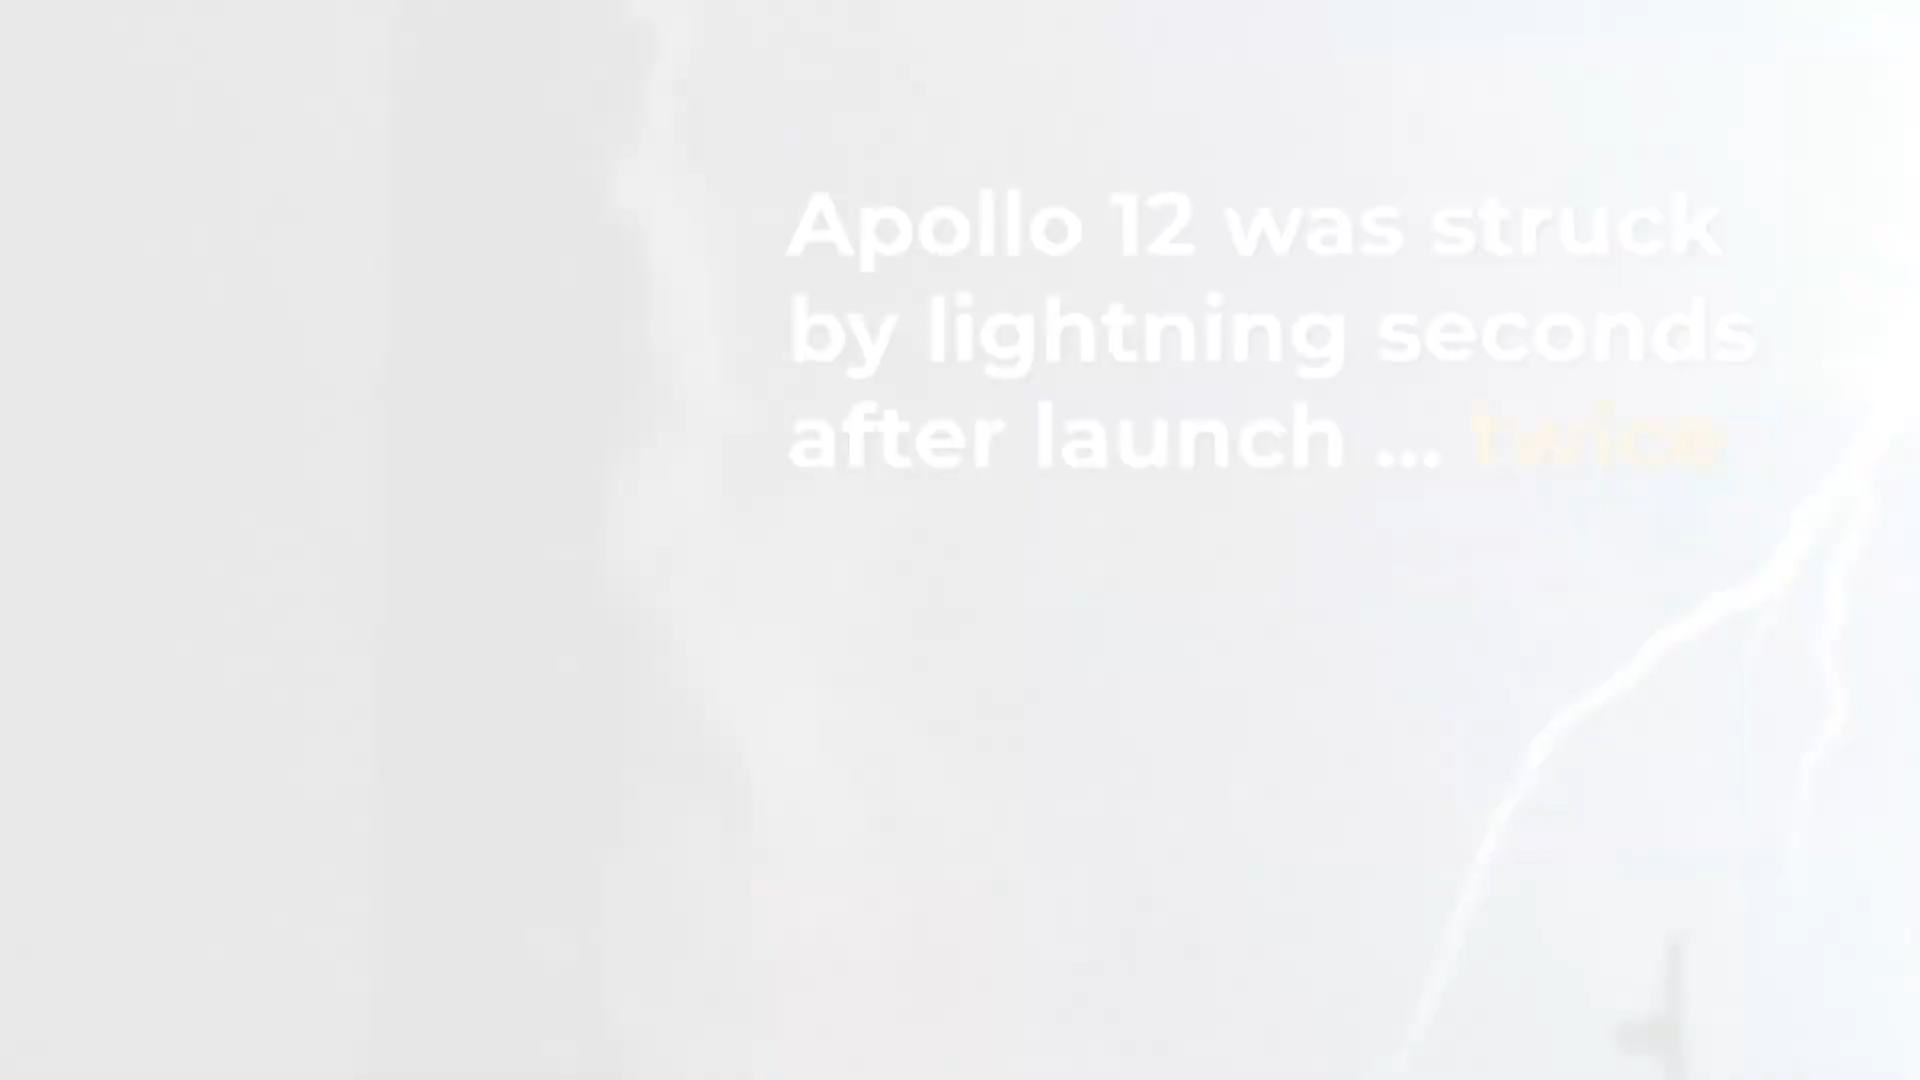 Apollo 12 was struck
by lightning seconds
after launch ... twice